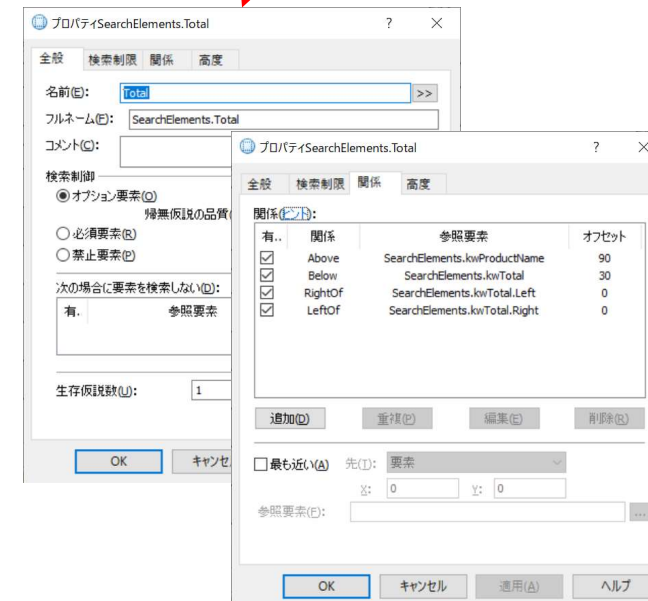 プロパティSearchElements.Total ? ×
全般 検索制限 関係 高度
名前(E): Total >>
フルネーム(F): SearchElements.Total
コメント(C):
検索制御
オプション要素(O)
帰無仮説の品質(
必須要素(R)
禁止要素(P)
次の場合に要素を検索しない(D):
有. 参照要素
生存仮説数(U): 1
OK キャンセ
プロパティSearchElements.Total ? ×
全般 検索制限 関係 高度
関係(ヒント):
有.. 関係 参照要素 オフセット
Above SearchElements.kwProductName 90
Below SearchElements.kwTotal 30
RightOf SearchElements.kwTotal.Left 0
LeftOf SearchElements.kwTotal.Right 0
追加(D) 重複(P) 編集(E) 削除(R)
最も近い(A) 先(T): 要素
X: 0 Y: 0
参照要素(F): ...
OK キャンセル 適用(A) ヘルプ